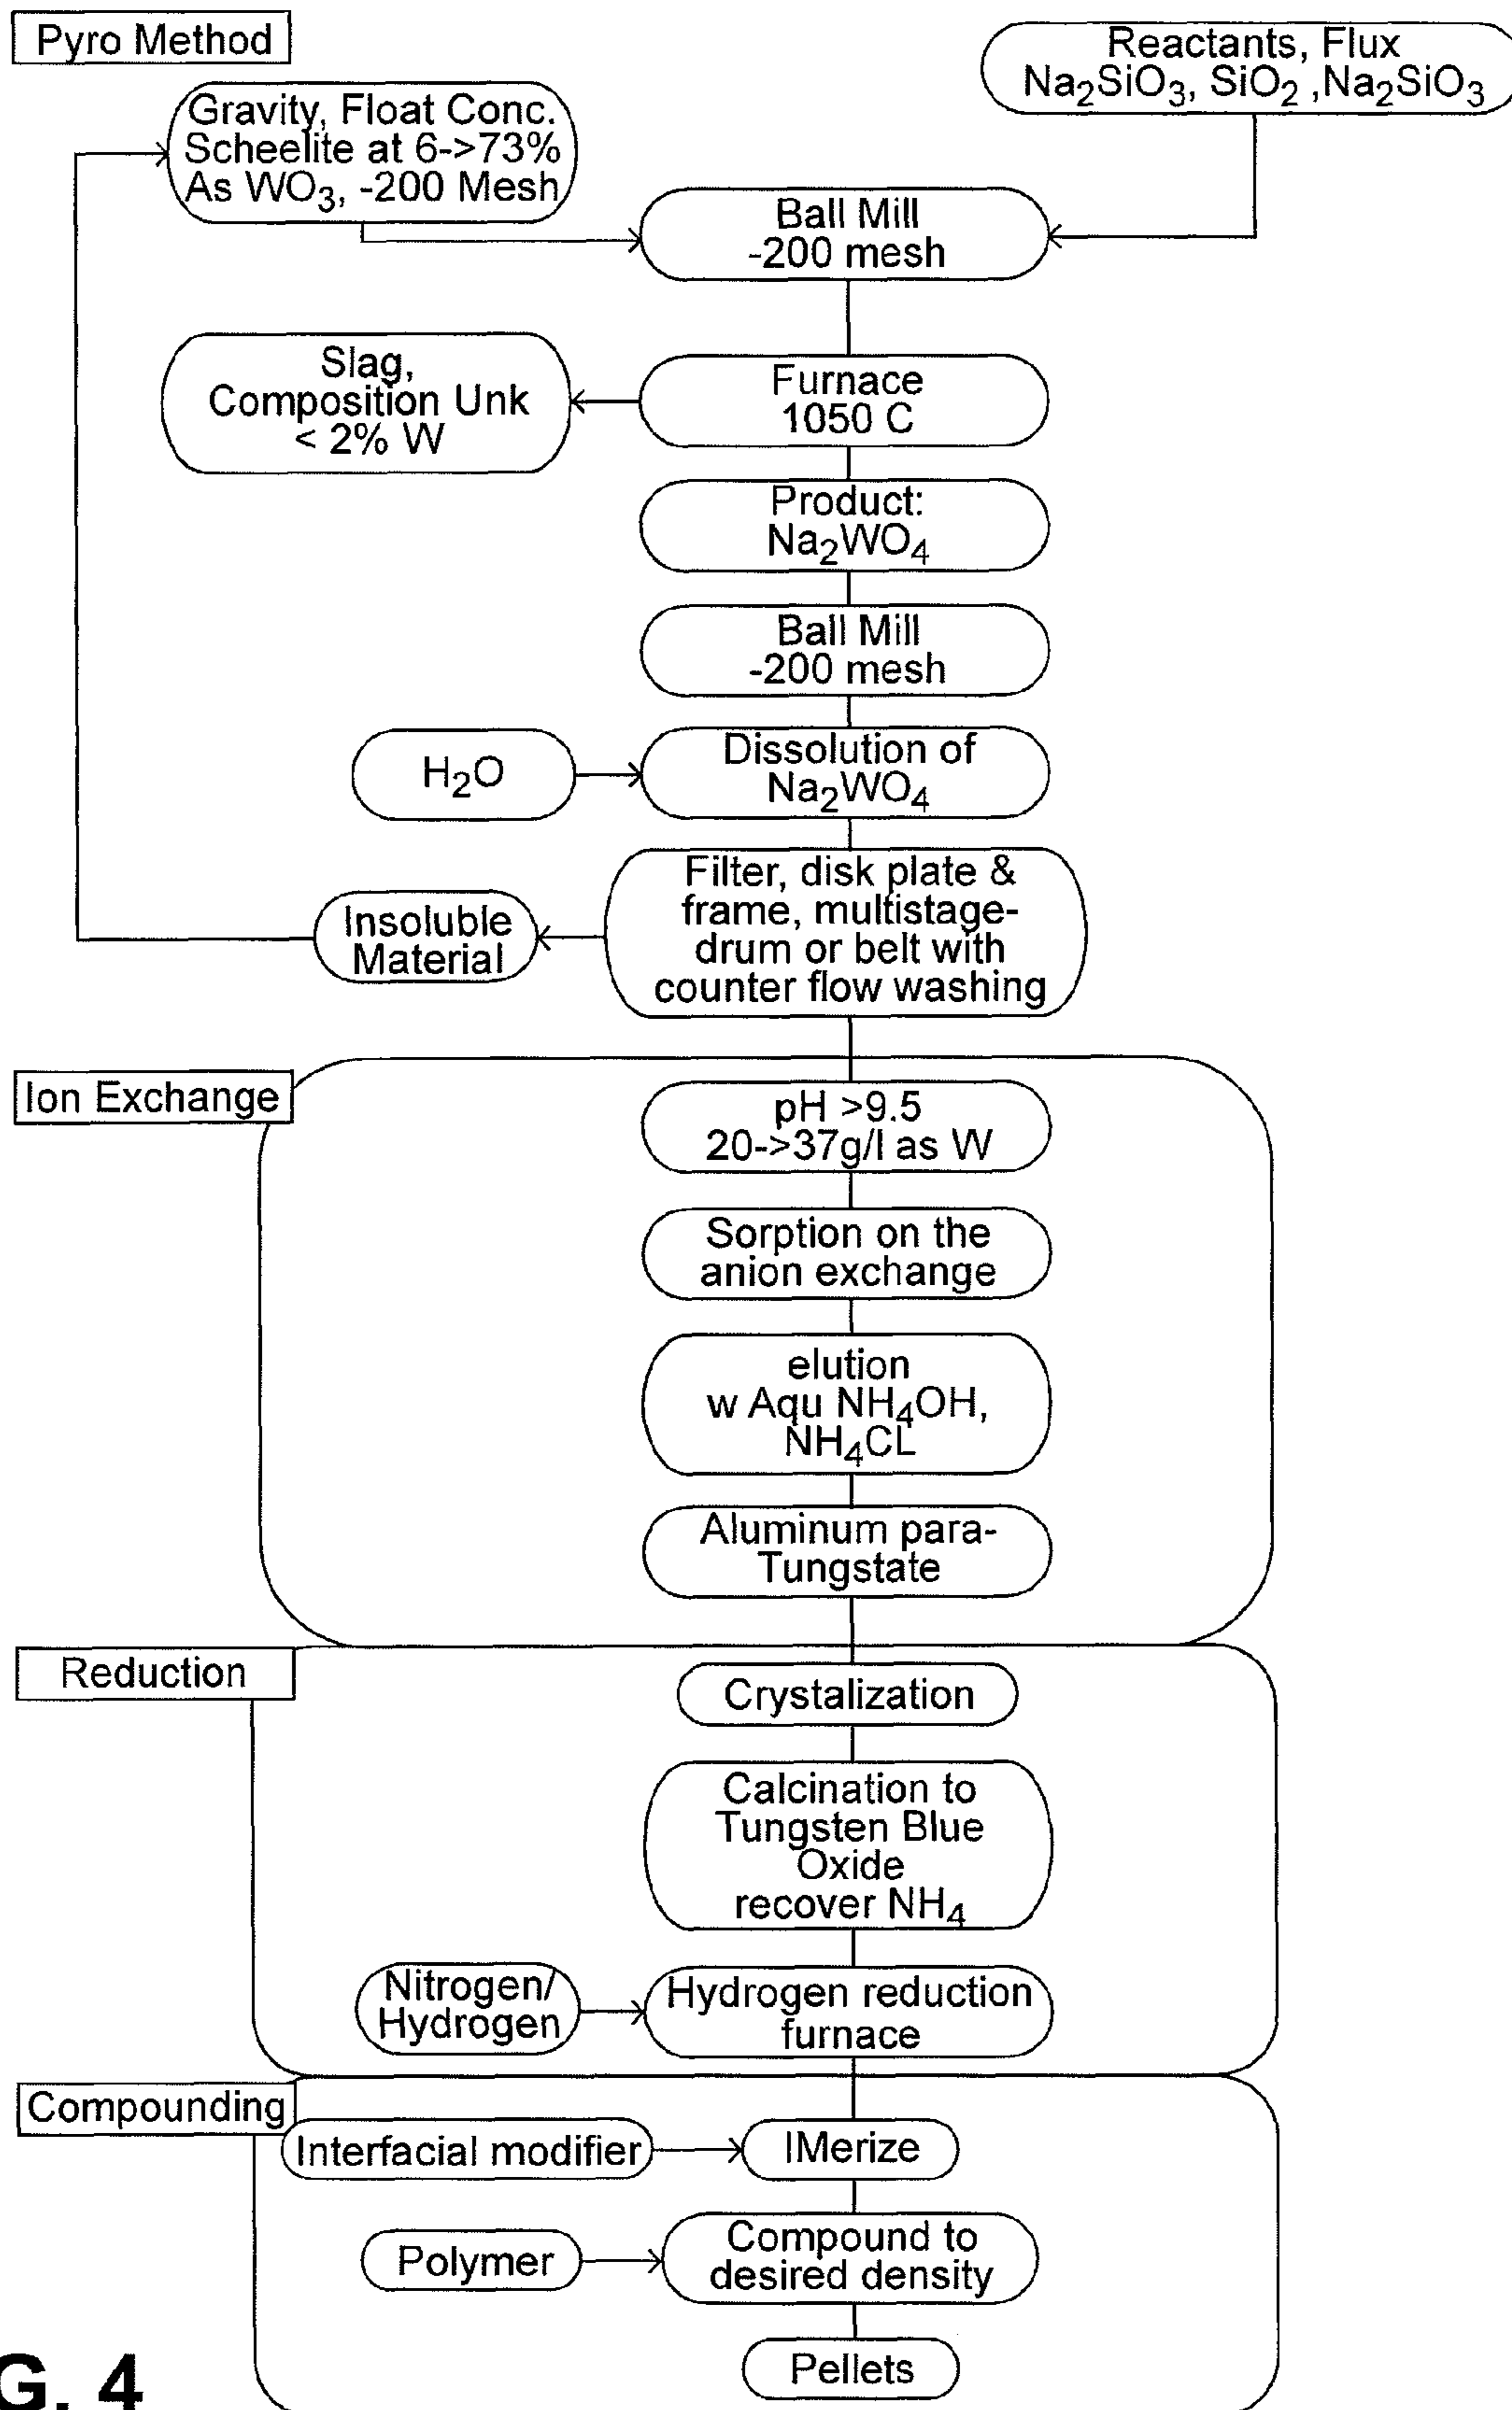 Pyro Method
Reactants, Flux
Na₂SiO₃, SiO₂ ,Na₂SiO₃
Gravity, Float Conc.
Scheelite at 6->73%
As WO₃, -200 Mesh
Ball Mill
-200 mesh
Slag,
Composition Unk
< 2% W
Furnace
1050 C
Product:
Na₂WO₄
Ball Mill
-200 mesh
H₂O
Dissolution of
Na₂WO₄
Filter, disk plate &
frame, multistage-
drum or belt with
counter flow washing
Insoluble
Material
Ion Exchange
pH >9.5
20->37g/l as W
Sorption on the
anion exchange
elution
w Aqu NH₄OH,
NH₄CL
Aluminum para-
Tungstate
Reduction
Crystalization
Calcination to
Tungsten Blue
Oxide
recover NH₄
Nitrogen/
Hydrogen
Hydrogen reduction
furnace
Compounding
Interfacial modifier
IMerize
Polymer
Compound to
desired density
Pellets
G. 4